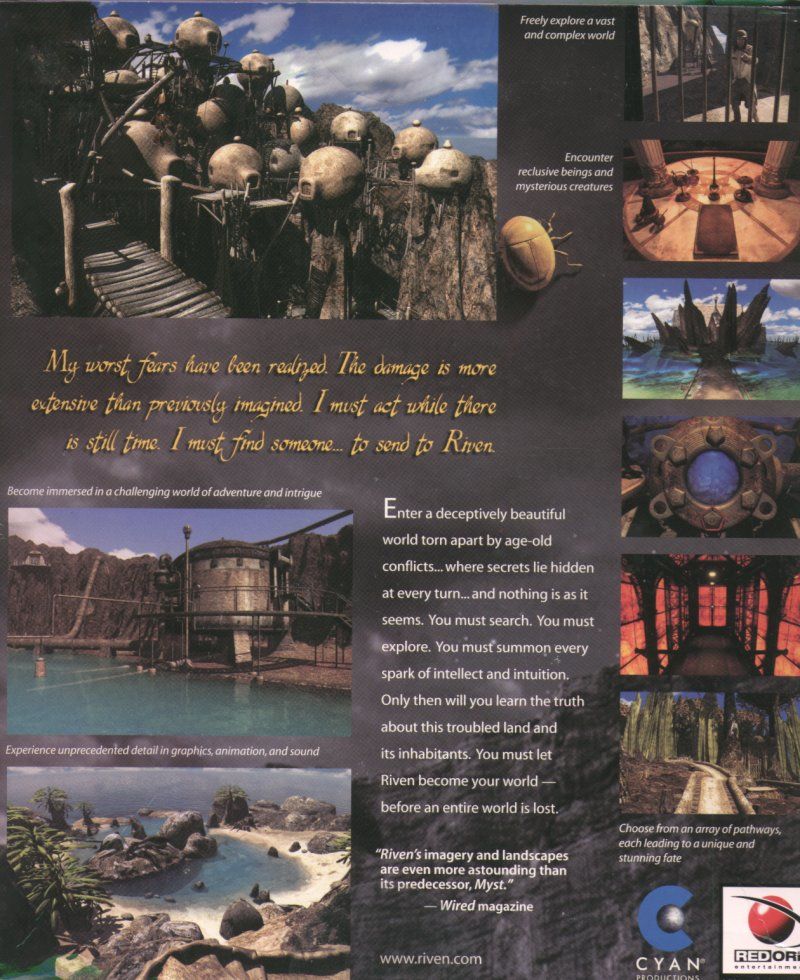 Freely explore a vast
and complex world
Encounter
reclusive beings and
mysterious creatures
My worst fears have been realized. The damage is more
extensive than previously imagined. I must act while there
is still time. I must find someone... to send to Riven.
Become immersed in a challenging world of adventure and intrigue
Experience unprecedented detail in graphics, animation, and sound
Enter a deceptively beautiful
world torn apart by age-old
conflicts...where secrets lie hidden
at every turn...and nothing is as it
seems. You must search. You must
explore. You must summon every
spark of intellect and intuition.
Only then will you learn the truth
about this troubled land and
its inhabitants. You must let
Riven become your world —
before an entire world is lost.
"Riven's imagery and landscapes
are even more astounding than
its predecessor, Myst."
— Wired magazine
www.riven.com
Choose from an array of pathways,
each leading to a unique and
stunning fate
CYAN®
PRODUCTIONS
RED OR
entertainme